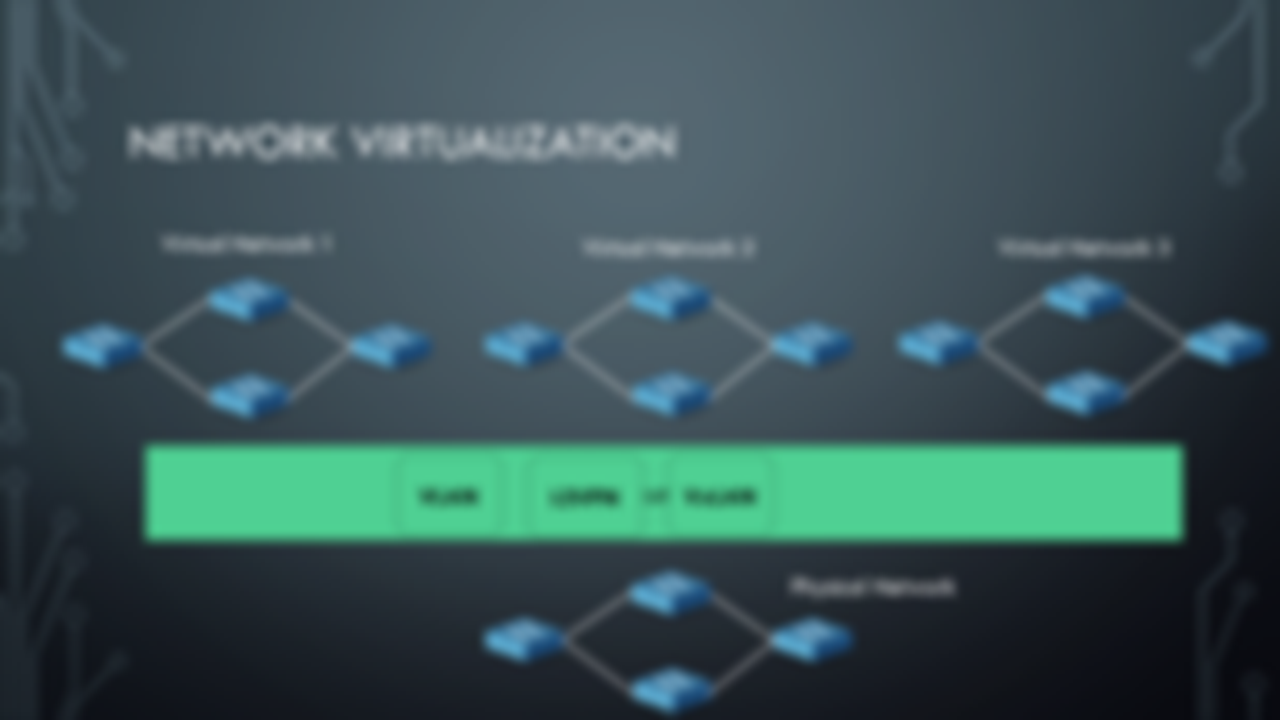 NETWORK VIRTUALIZATION
Virtual Network 1
Virtual Network 2
Virtual Network 3
VLAN
Physical Network